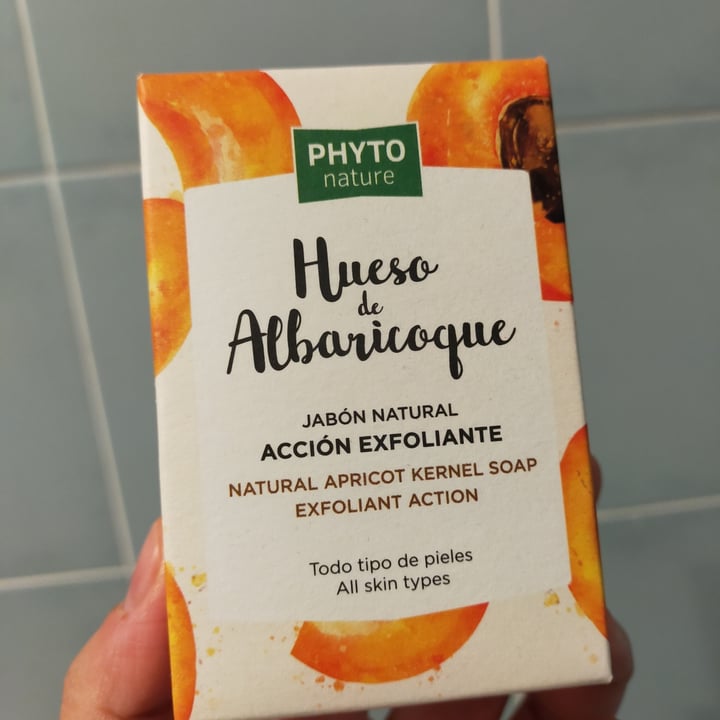 PHYTO
nature
Hueso
de
Albaricoque
JABÓN NATURAL
ACCIÓN EXFOLIANTE
NATURAL APRICOT KERNEL SOAP
EXFOLIANT ACTION
Todo tipo de pieles
All skin types